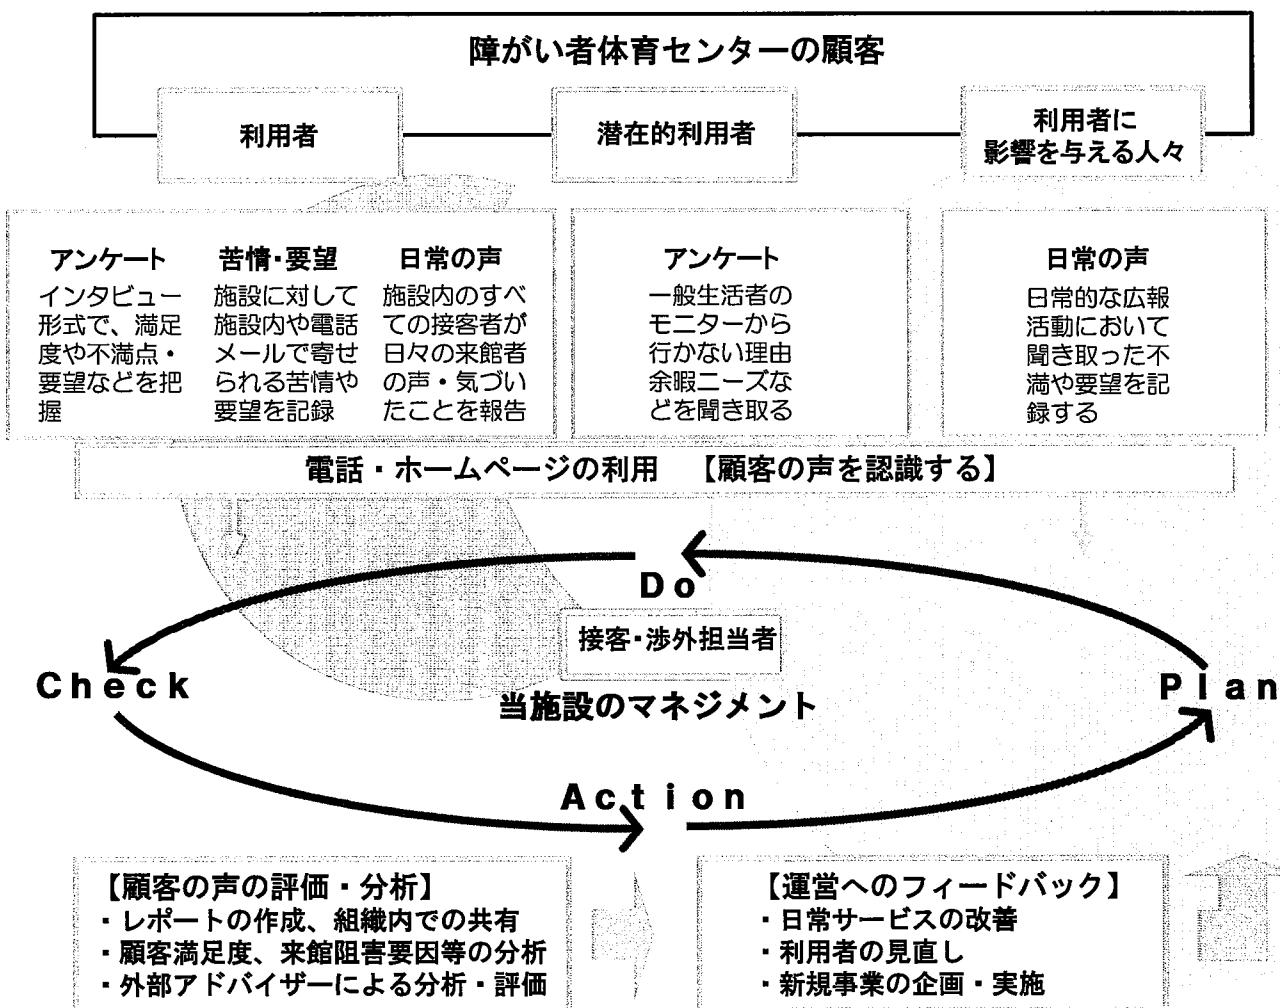 障がい者体育センターの顧客
利用者
潜在的利用者
利用者に
影響を与える人々
アンケート
インタビュー
形式で、満足
度や不満点・
要望などを把
握
苦情・要望
施設に対して
施設内や電話
メールで寄せ
られる苦情や
要望を記録
日常の声
施設内のすべ
ての接客者が
日々の来館者
の声・気づい
たことを報告
アンケート
一般生活者の
モニターから
行かない理由
余暇ニーズな
どを聞き取る
日常の声
日常的な広報
活動において
聞き取った不
満や要望を記
録する
電話・ホームページの利用　【顧客の声を認識する】
Do
接客・渉外担当者
Check
Plan
当施設のマネジメント
Action
【顧客の声の評価・分析】
・レポートの作成、組織内での共有
・顧客満足度、来館阻害要因等の分析
・外部アドバイザーによる分析・評価
【運営へのフィードバック】
・日常サービスの改善
・利用者の見直し
・新規事業の企画・実施